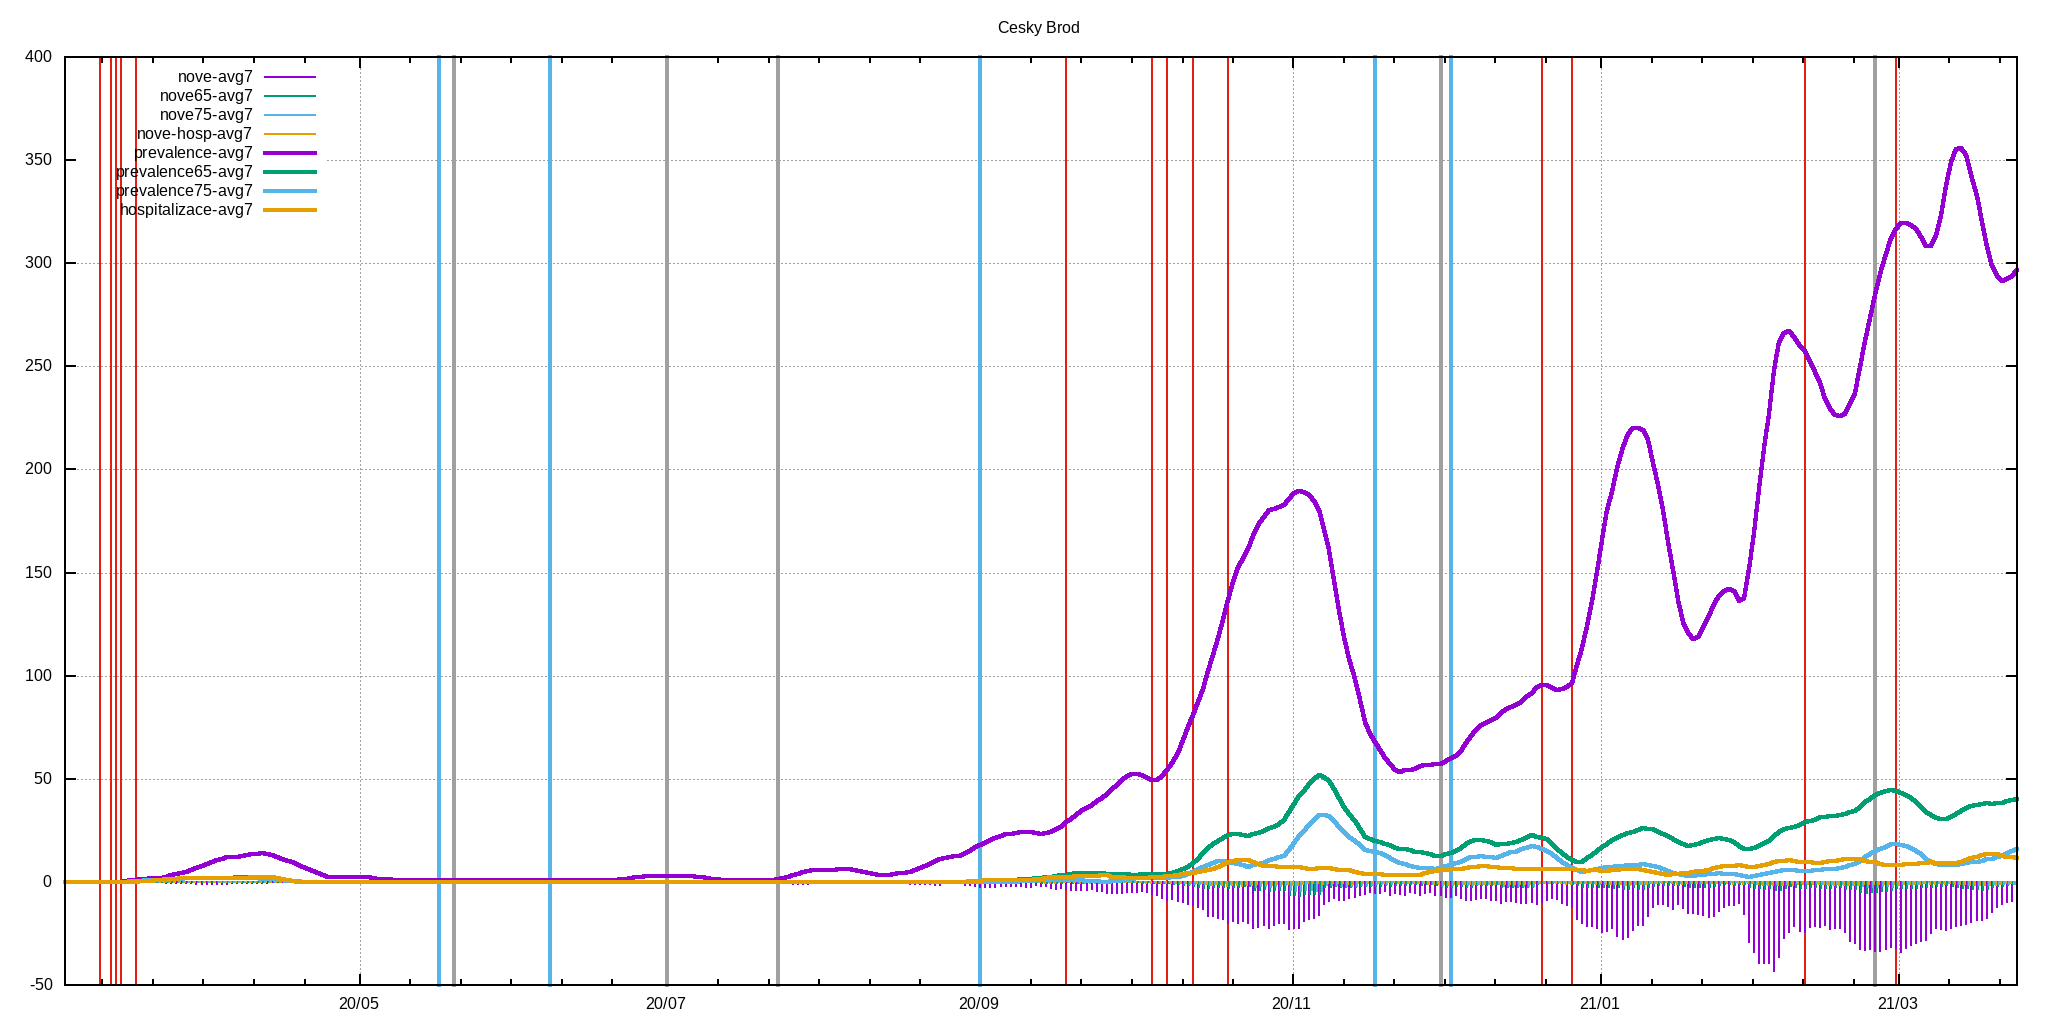 Cesky Brod
400
350
300
250
200
150
100
50
0
-50
nove-avg7
nove65-avg7
nove75-avg7
nove-hosp-avg7
prevalence-avg7
prevalence65-avg7
prevalence75-avg7
hospitalizace-avg7
20/05 20/07 20/09 20/11 21/01 21/03